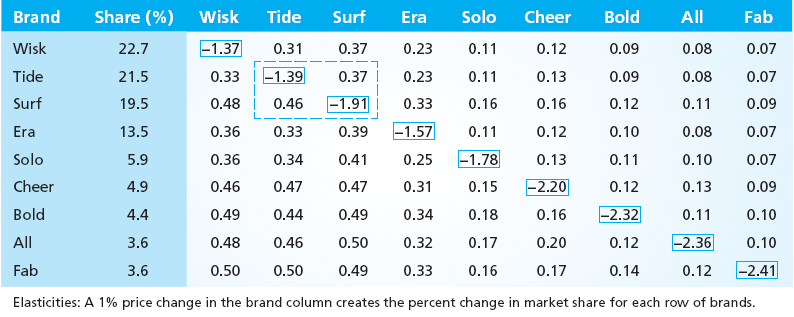 Brand Share (%) Wisk Tide Surf Era Solo Cheer Bold All Fab
Wisk 22.7 –1.37 0.31 0.37 0.23 0.11 0.12 0.09 0.08 0.07
Tide 21.5 0.33 –1.39 0.37 0.23 0.11 0.13 0.09 0.08 0.07
Surf 19.5 0.48 0.46 –1.91 0.33 0.16 0.16 0.12 0.11 0.09
Era 13.5 0.36 0.33 0.39 –1.57 0.11 0.12 0.10 0.08 0.07
Solo 5.9 0.36 0.34 0.41 0.25 –1.78 0.13 0.11 0.10 0.07
Cheer 4.9 0.46 0.47 0.47 0.31 0.15 –2.20 0.12 0.13 0.09
Bold 4.4 0.49 0.44 0.49 0.34 0.18 0.16 –2.32 0.11 0.10
All 3.6 0.48 0.46 0.50 0.32 0.17 0.20 0.12 –2.36 0.10
Fab 3.6 0.50 0.50 0.49 0.33 0.16 0.17 0.14 0.12 –2.41
Elasticities: A 1% price change in the brand column creates the percent change in market share for each row of brands.